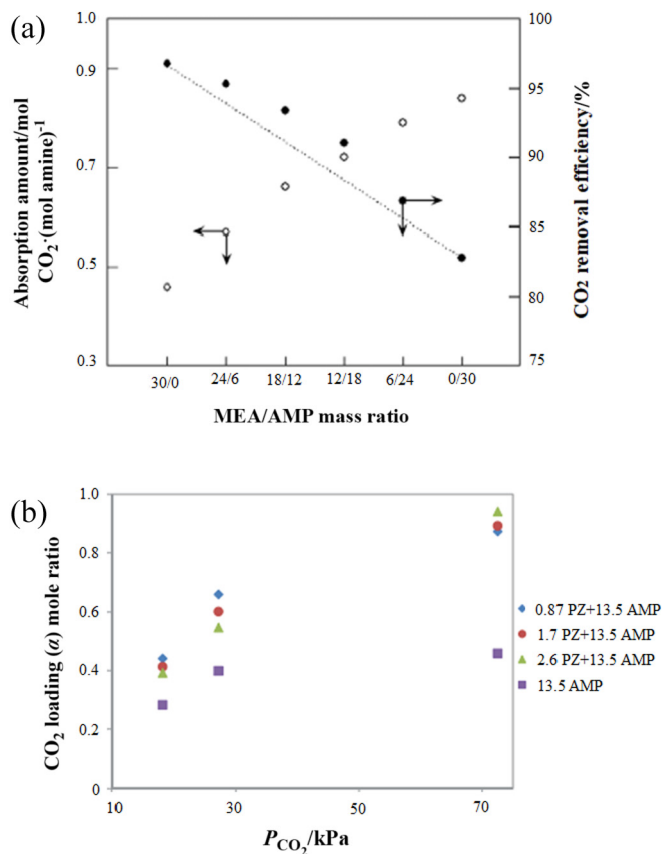 (a)
Absorption amount/mol
CO₂·(mol amine)⁻¹
1.0
0.9
0.7
0.5
0.3
100
95
90
85
80
75
CO₂ removal efficiency/%
30/0 24/6 18/12 12/18 6/24 0/30
MEA/AMP mass ratio
(b)
CO₂ loading (α) mole ratio
1.0
0.8
0.6
0.4
0.2
0
10 30 50 70
P_CO₂/kPa
0.87 PZ+13.5 AMP
1.7 PZ+13.5 AMP
2.6 PZ+13.5 AMP
13.5 AMP